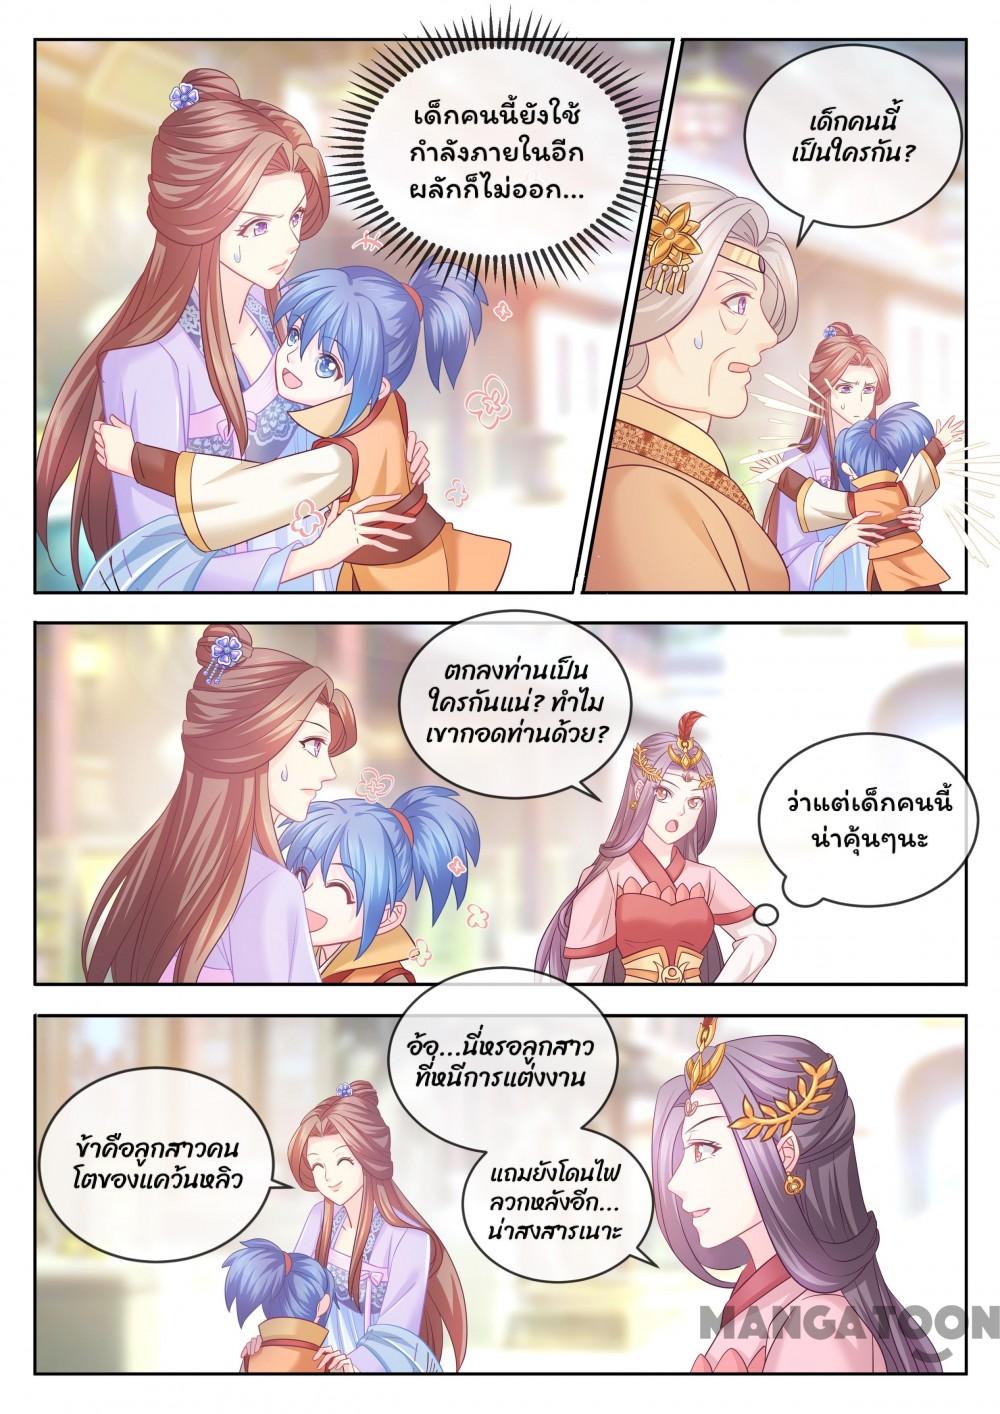 เด็กคนนี้ยังใช้
กำลังภายในอีก
ผลักก็ไม่ออก...
เด็กคนนี้
เป็นใครกัน?
ตกลงท่านเป็น
ใครกันแน่? ทำไม
เขากอดท่านด้วย?
ว่าแต่เด็กคนนี้
น่าคุ้นๆนะ
อ้อ...นี่หรอลูกสาว
ที่หนีการแต่งงาน
ข้าคือลูกสาวคน
โตของแคว้นหลิว
แถมยังโดนไฟ
ลวกหลังอีก...
น่าสงสารเนาะ
MANGATOON